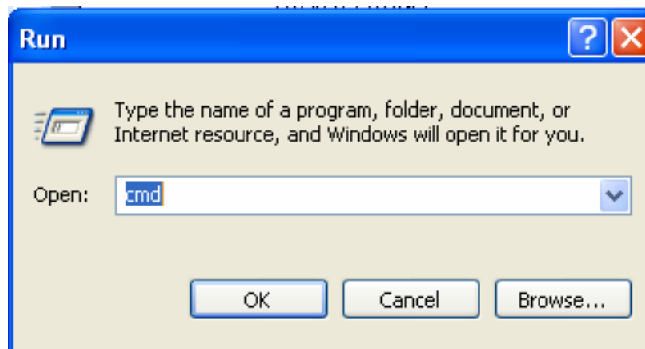 Run
Type the name of a program, folder, document, or
Internet resource, and Windows will open it for you.
Open:
cmd
OK
Cancel
Browse...